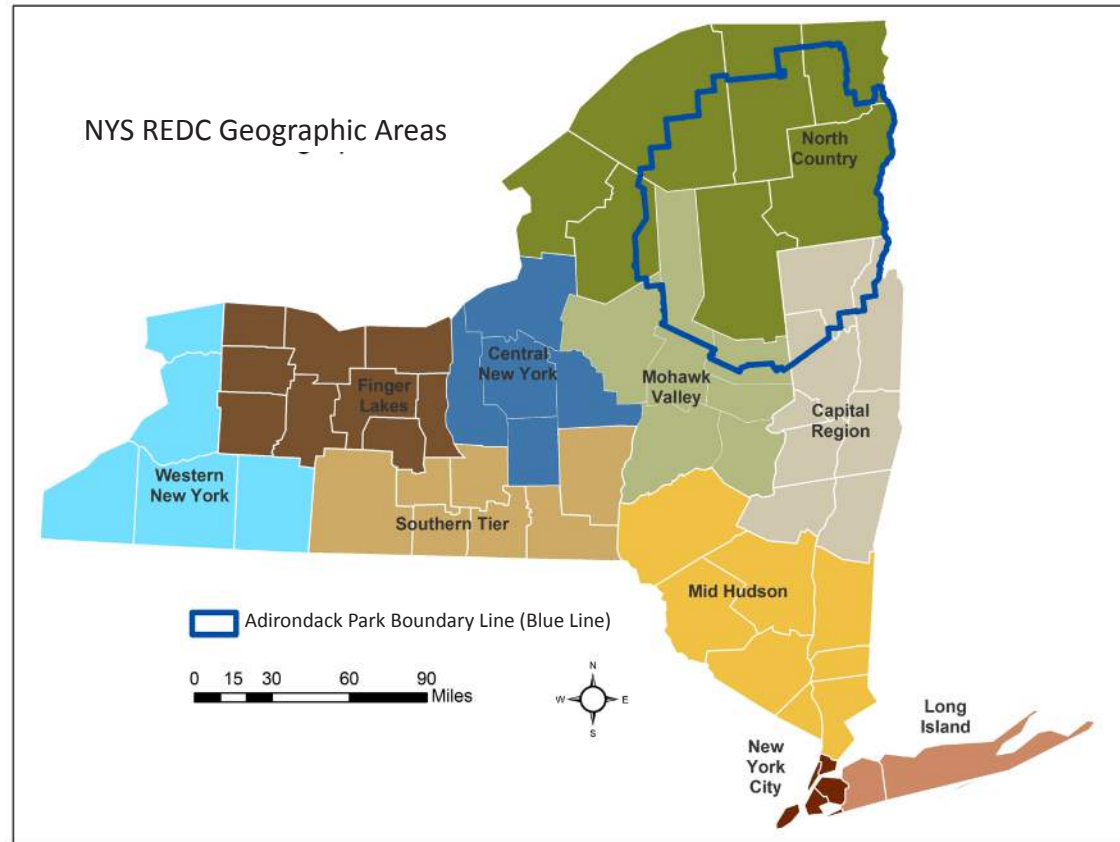 NYS REDC Geographic Areas
North
Country
Central
New York
Finger
Lakes
Mohawk
Valley
Capital
Region
Western
New York
Southern Tier
Mid Hudson
Adirondack Park Boundary Line (Blue Line)
0 15 30 60 90
Miles
N
W E
S
Long
Island
New
York
City